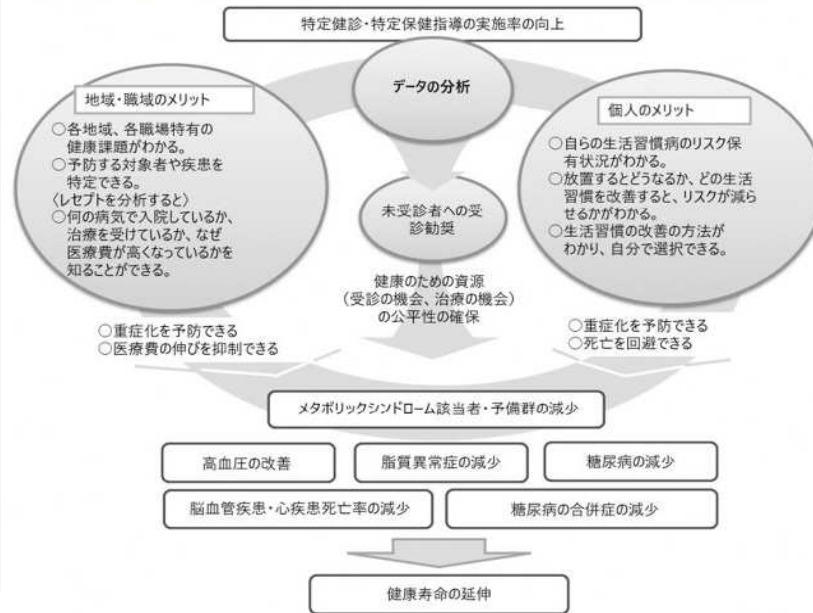 特定健診・特定保健指導の実施率の向上
データの分析
地域・職域のメリット
○各地域、各職場特有の
健康課題がわかる。
○予防する対象者や疾患を
特定できる。
〈レセプトを分析すると〉
○何の病気で入院しているか、
治療を受けているか、なぜ
医療費が高くなっているかを
知ることができる。
個人のメリット
○自らの生活習慣病のリスク保
有状況がわかる。
○放置するとどうなるか、どの生活
習慣を改善すると、リスクが減ら
せるかがわかる。
○生活習慣の改善の方法が
わかり、自分で選択できる。
未受診者への受
診勧奨
健康のための資源
（受診の機会、治療の機会）
の公平性の確保
○重症化を予防できる
○医療費の伸びを抑制できる
○重症化を予防できる
○死亡を回避できる
メタボリックシンドローム該当者・予備群の減少
高血圧の改善
脂質異常症の減少
糖尿病の減少
脳血管疾患・心疾患死亡率の減少
糖尿病の合併症の減少
健康寿命の延伸